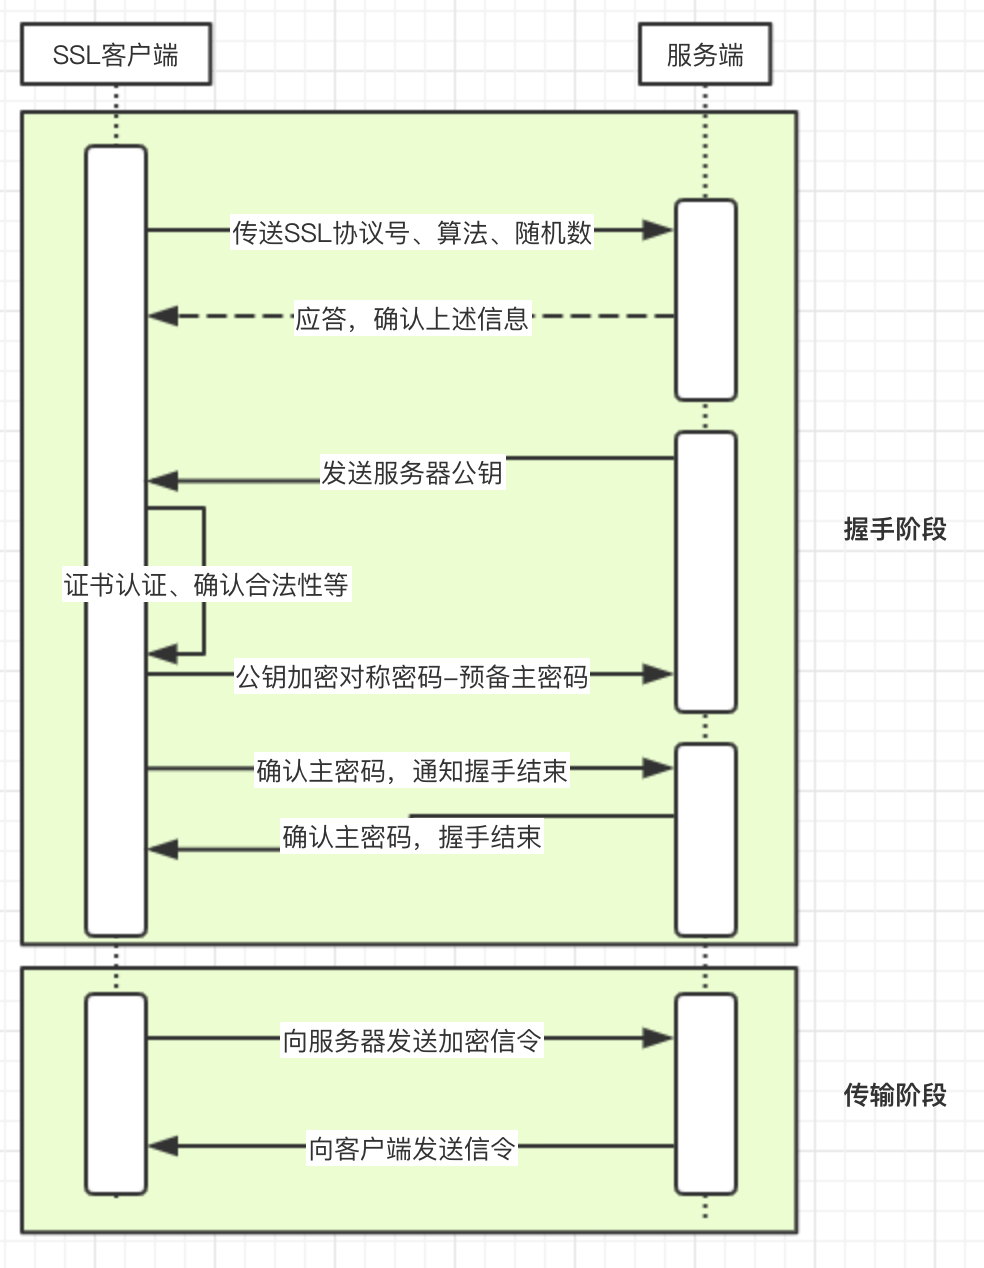 SSL客户端
服务端
传送SSL协议号、算法、随机数
应答，确认上述信息
发送服务器公钥
握手阶段
证书认证、确认合法性等
公钥加密对称密码-预备主密码
确认主密码，通知握手结束
确认主密码，握手结束
向服务器发送加密信令
传输阶段
向客户端发送信令